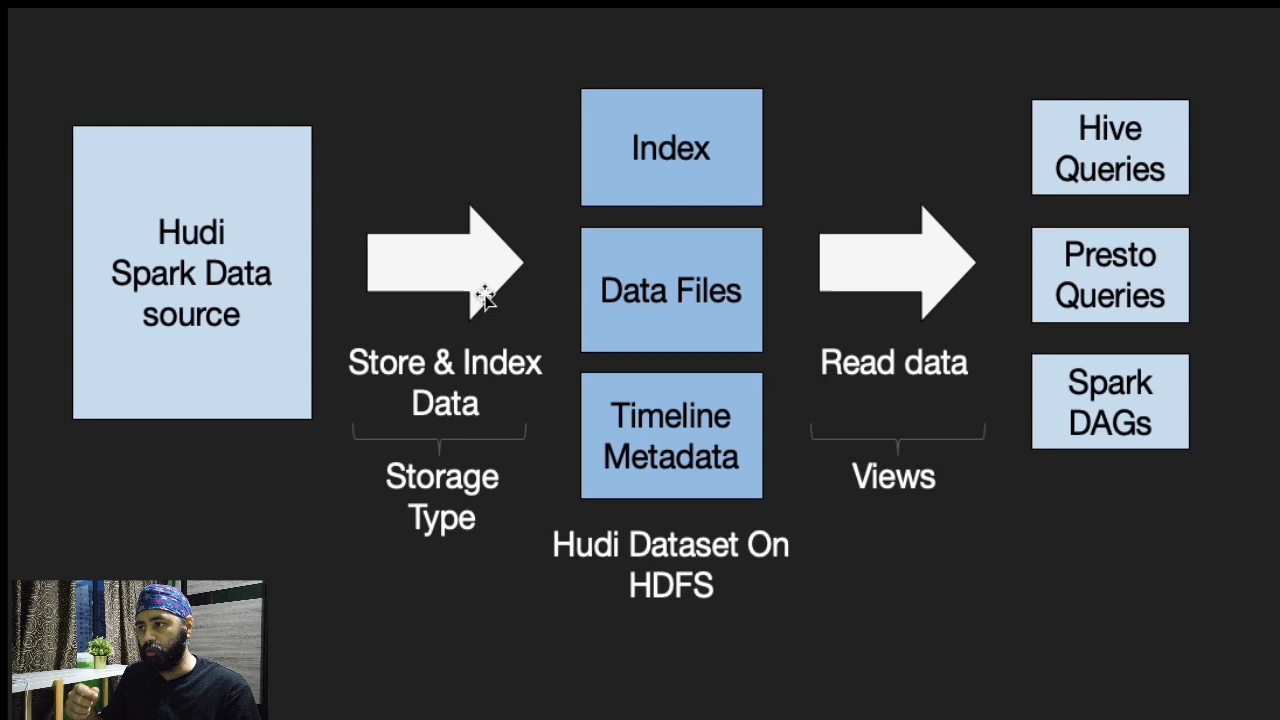 Hudi
Spark Data
source
Store & Index
Data
Storage
Type
Index
Data Files
Timeline
Metadata
Hudi Dataset On
HDFS
Read data
Views
Hive
Queries
Presto
Queries
Spark
DAGs